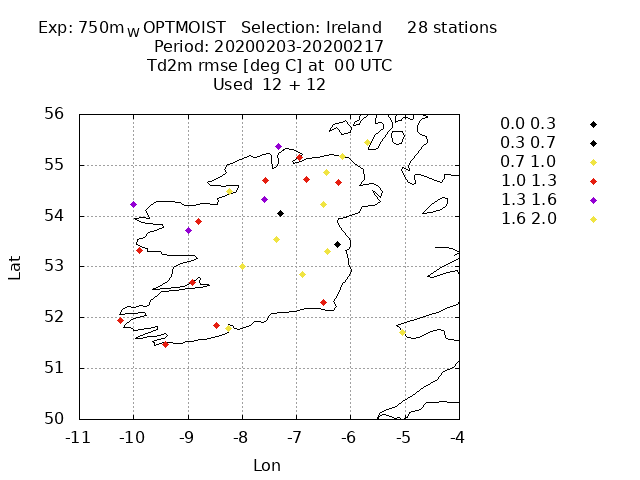 Exp: 750m_W OPTMOIST Selection: Ireland 28 stations
Period: 20200203-20200217
Td2m rmse [deg C] at 00 UTC
Used 12 + 12
56
55
54
53
52
51
50
-11 -10 -9 -8 -7 -6 -5 -4
Lat
Lon
0.0 0.3
0.3 0.7
0.7 1.0
1.0 1.3
1.3 1.6
1.6 2.0